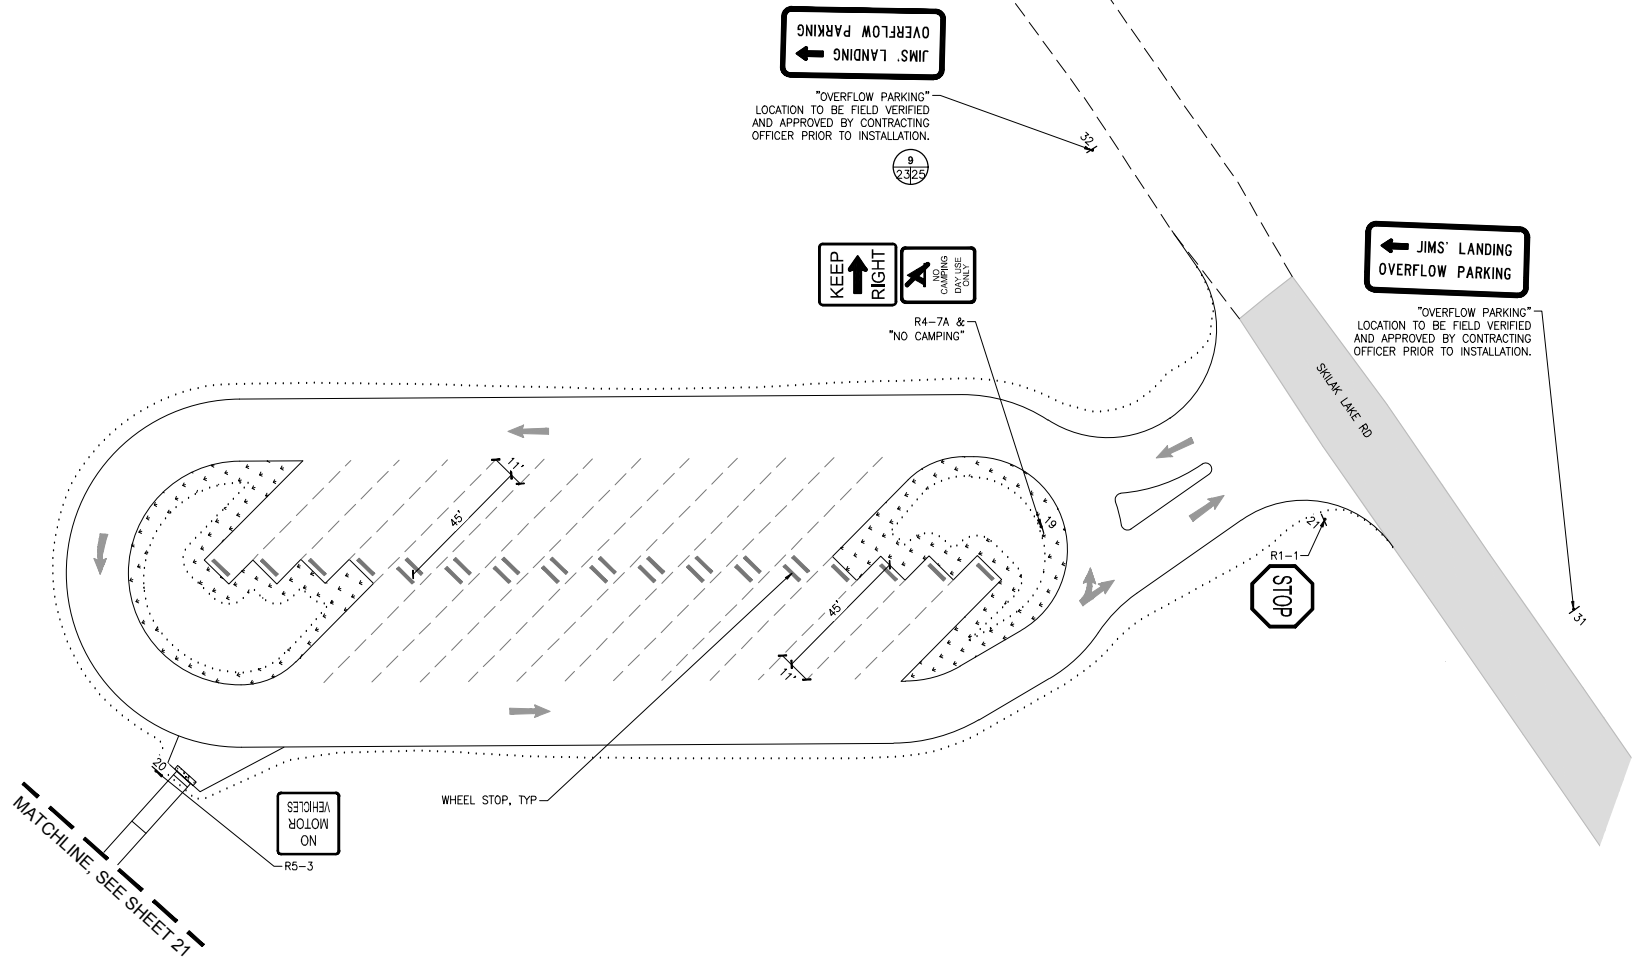 OVERFLOW PARKING
JIMS' LANDING
"OVERFLOW PARKING"
LOCATION TO BE FIELD VERIFIED
AND APPROVED BY CONTRACTING
OFFICER PRIOR TO INSTALLATION.
32
9
23 25
KEEP
RIGHT
NO
CAMPING
DAY USE
ONLY
R4-7A &
"NO CAMPING"
JIMS' LANDING
OVERFLOW PARKING
"OVERFLOW PARKING"
LOCATION TO BE FIELD VERIFIED
AND APPROVED BY CONTRACTING
OFFICER PRIOR TO INSTALLATION.
SKILAK LAKE RD
11'
45'
19
21
R1-1
STOP
45'
11'
31
20
WHEEL STOP, TYP
NO
MOTOR
VEHICLES
R5-3
MATCHLINE, SEE SHEET 21